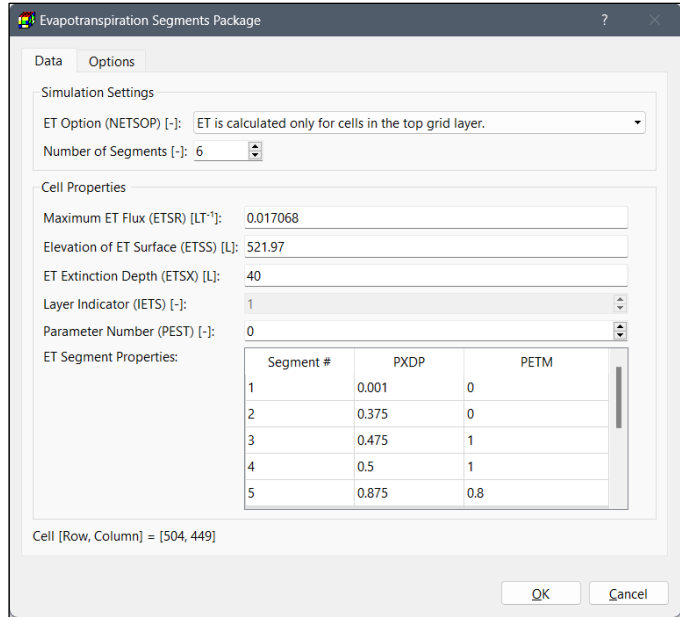 Evapotranspiration Segments Package ?
Data Options
Simulation Settings
ET Option (NETSOP) [-]: ET is calculated only for cells in the top grid layer.
Number of Segments [-]: 6
Cell Properties
Maximum ET Flux (ETSR) [LT⁻¹]: 0.017068
Elevation of ET Surface (ETSS) [L]: 521.97
ET Extinction Depth (ETSX) [L]: 40
Layer Indicator (IETS) [-]: 1
Parameter Number (PEST) [-]: 0
ET Segment Properties:
Segment # PXDP PETM
1 0.001 0
2 0.375 0
3 0.475 1
4 0.5 1
5 0.875 0.8
Cell [Row, Column] = [504, 449]
OK Cancel